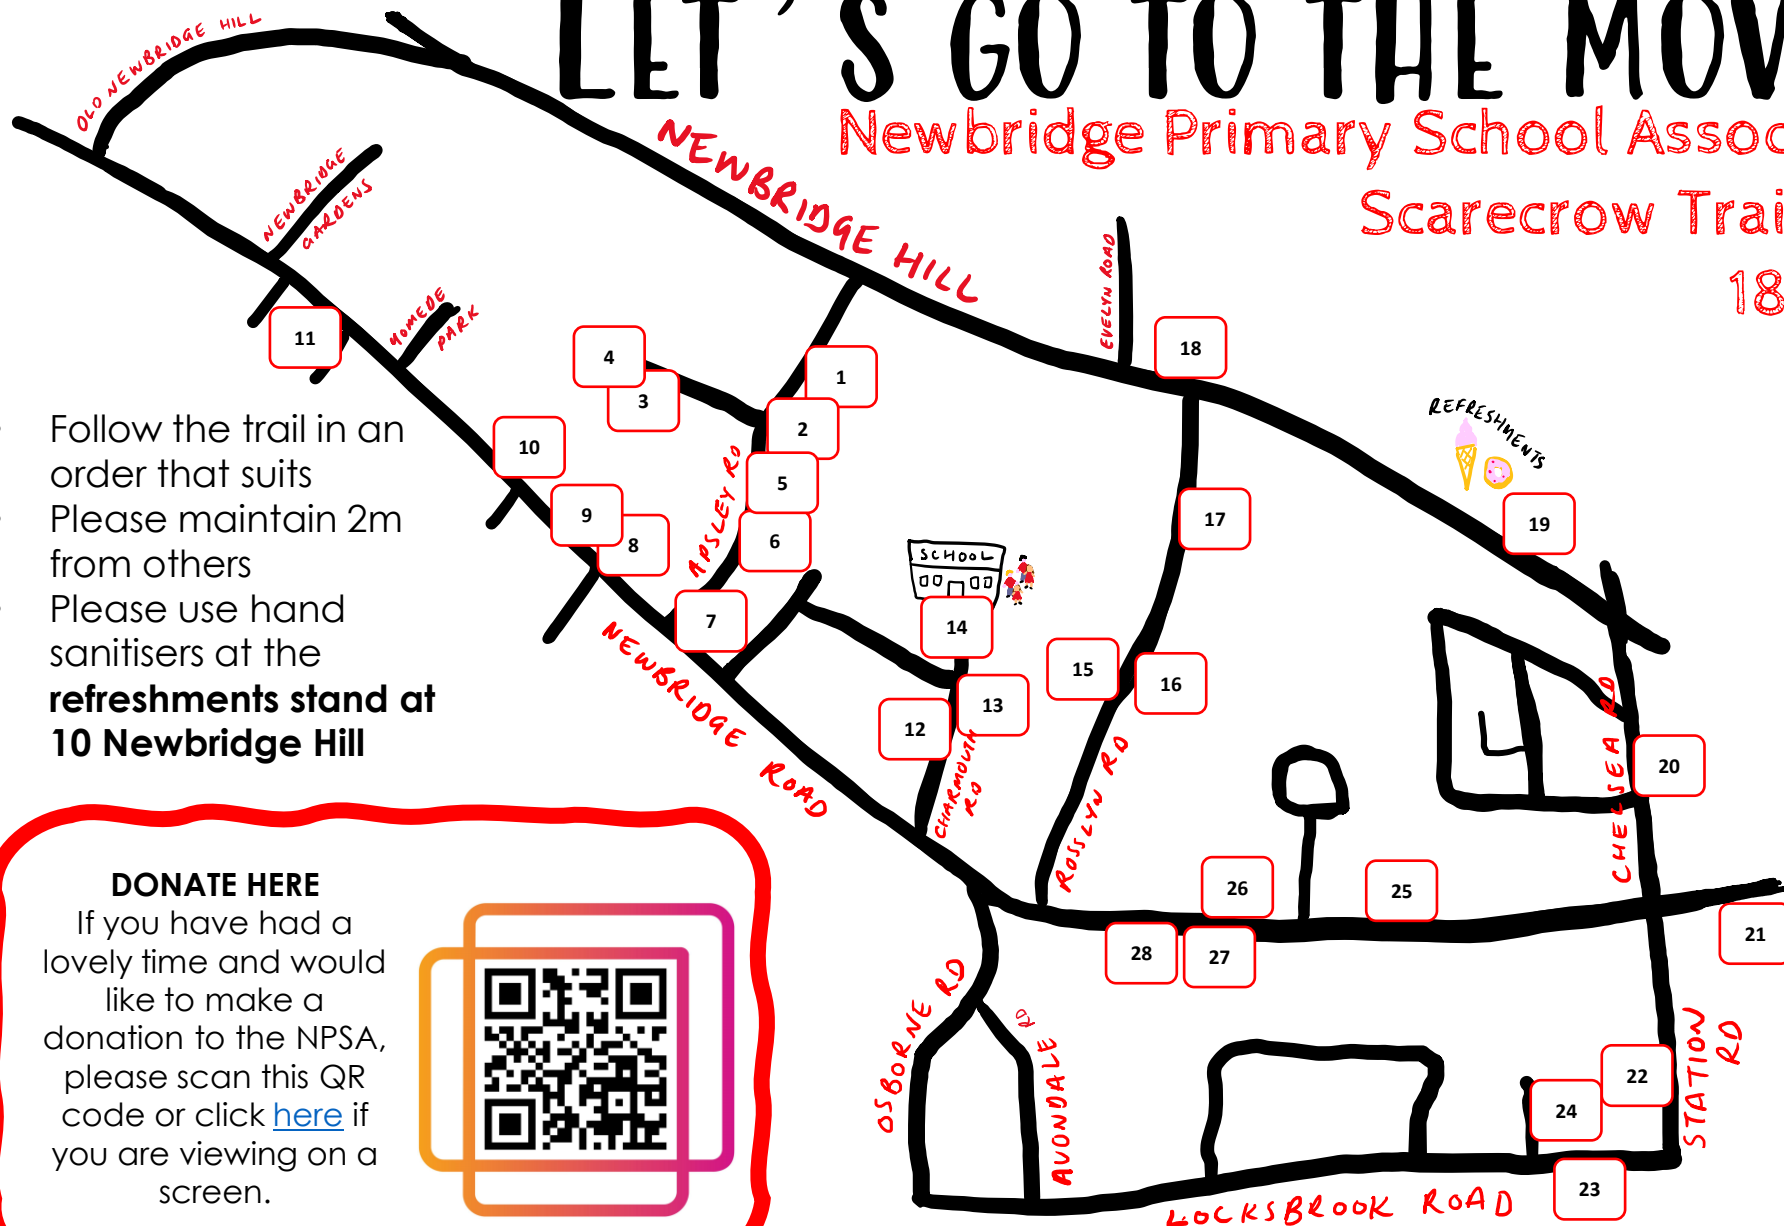 LET'S GO TO THE MOV
Newbridge Primary School Assoc
Scarecrow Trai
18
OLD NEWBRIDGE HILL
NEWBRIDGE
GARDENS
HOMEDE
PARK
NEWBRIDGE HILL
EVELYN ROAD
11
4
3
1
2
5
6
7
10
9
8
APSLEY RD
18
REFRESHMENTS
19
17
SCHOOL
14
13
12
15
16
NEWBRIDGE ROAD
CHARMOUTH
RD
ROSSLYN RD
CHELSEA RD
20
26
25
21
28
27
OSBORNE RD
AVONDALE RD
STATION
RD
22
24
23
LOCKSBROOK ROAD
Follow the trail in an
order that suits
Please maintain 2m
from others
Please use hand
sanitisers at the
refreshments stand at
10 Newbridge Hill
DONATE HERE
If you have had a
lovely time and would
like to make a
donation to the NPSA,
please scan this QR
code or click here if
you are viewing on a
screen.